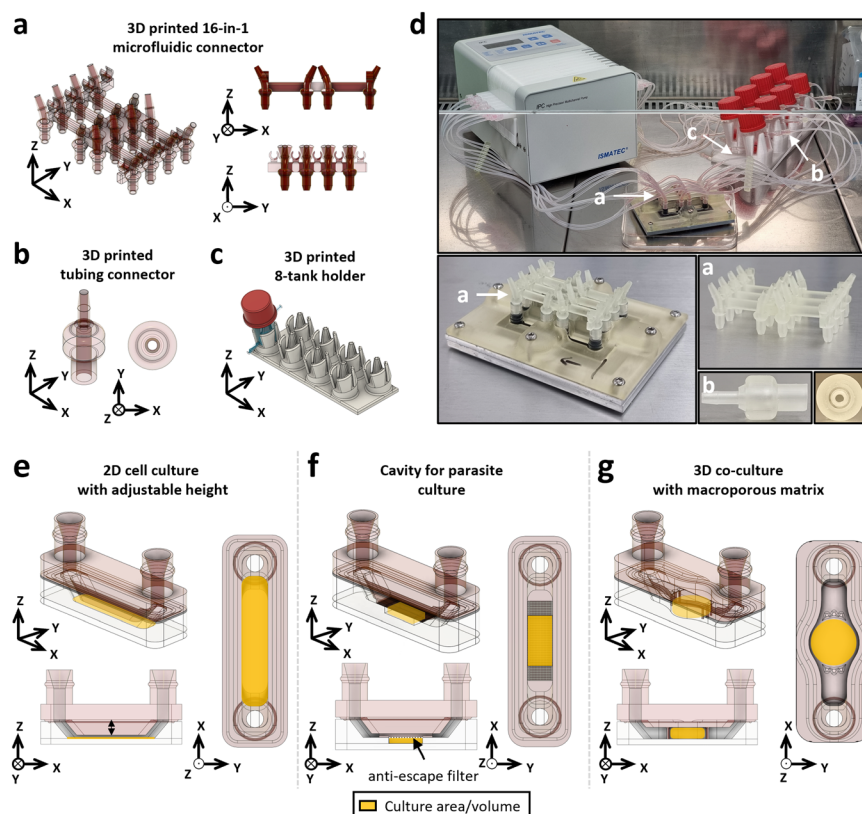 a
3D printed 16-in-1
microfluidic connector
Z
Y
X
Z
Y
X
Z
X
Y
b
3D printed
tubing connector
Z
Y
X
Y
Z
X
c
3D printed
8-tank holder
Z
Y
X
d
IPC
ISMATEC®
c
b
a
a
a
b
e
2D cell culture
with adjustable height
Z
Y
X
Z
Y
X
X
Z
Y
f
Cavity for parasite
culture
Z
Y
X
Z
Y
X
X
Z
Y
anti-escape filter
g
3D co-culture
with macroporous matrix
Z
Y
X
Z
Y
X
X
Z
Y
Culture area/volume